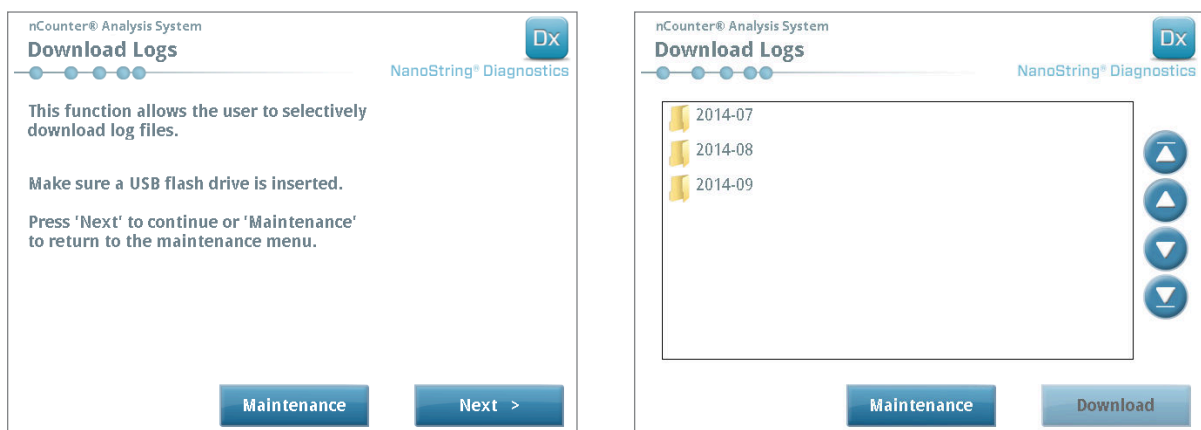 nCounter® Analysis System
Download Logs
Dx
NanoString® Diagnostics
This function allows the user to selectively
download log files.
Make sure a USB flash drive is inserted.
Press 'Next' to continue or 'Maintenance'
to return to the maintenance menu.
Maintenance
Next >
nCounter® Analysis System
Download Logs
Dx
NanoString® Diagnostics
2014-07
2014-08
2014-09
Maintenance
Download